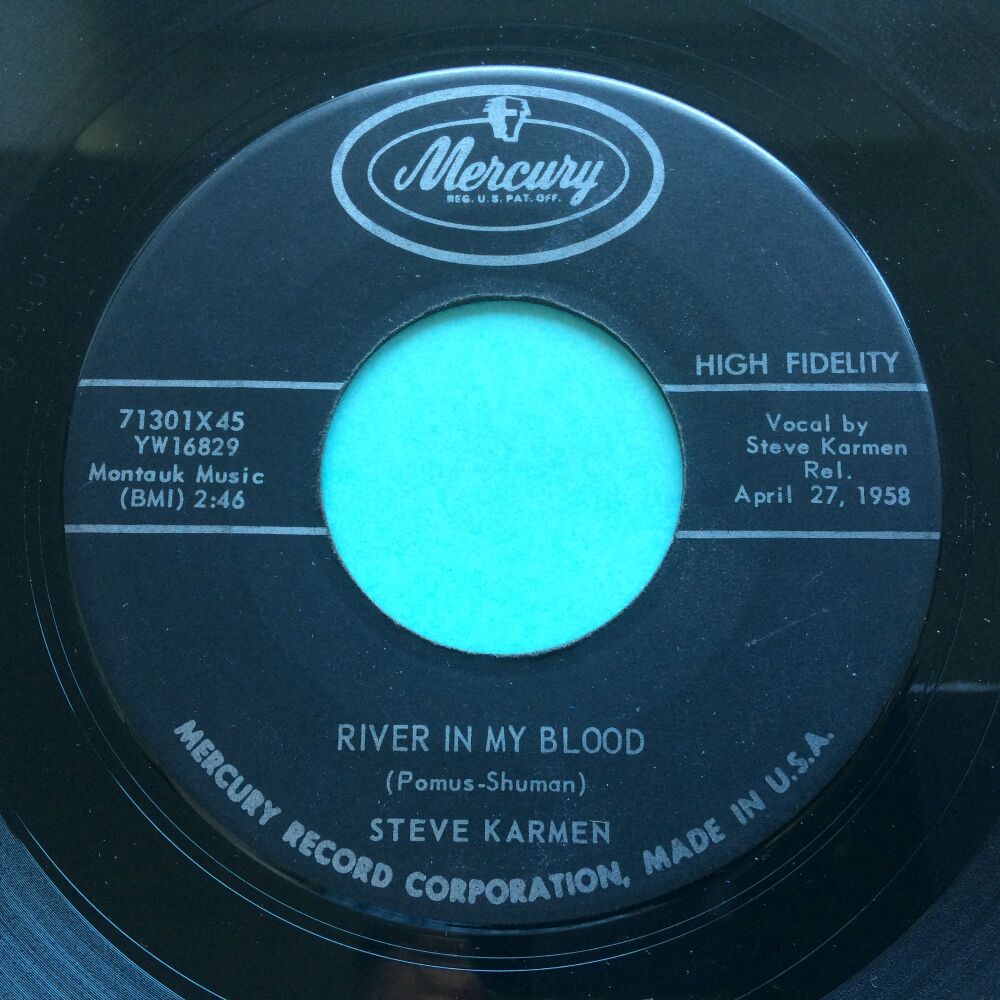 Mercury
REG. U.S. PAT. OFF.
HIGH FIDELITY
71301X45
YW16829
Montauk Music
(BMI) 2:46
Vocal by
Steve Karmen
Rel.
April 27, 1958
RIVER IN MY BLOOD
(Pomus-Shuman)
STEVE KARMEN
MERCURY RECORD CORPORATION, MADE IN U.S.A.